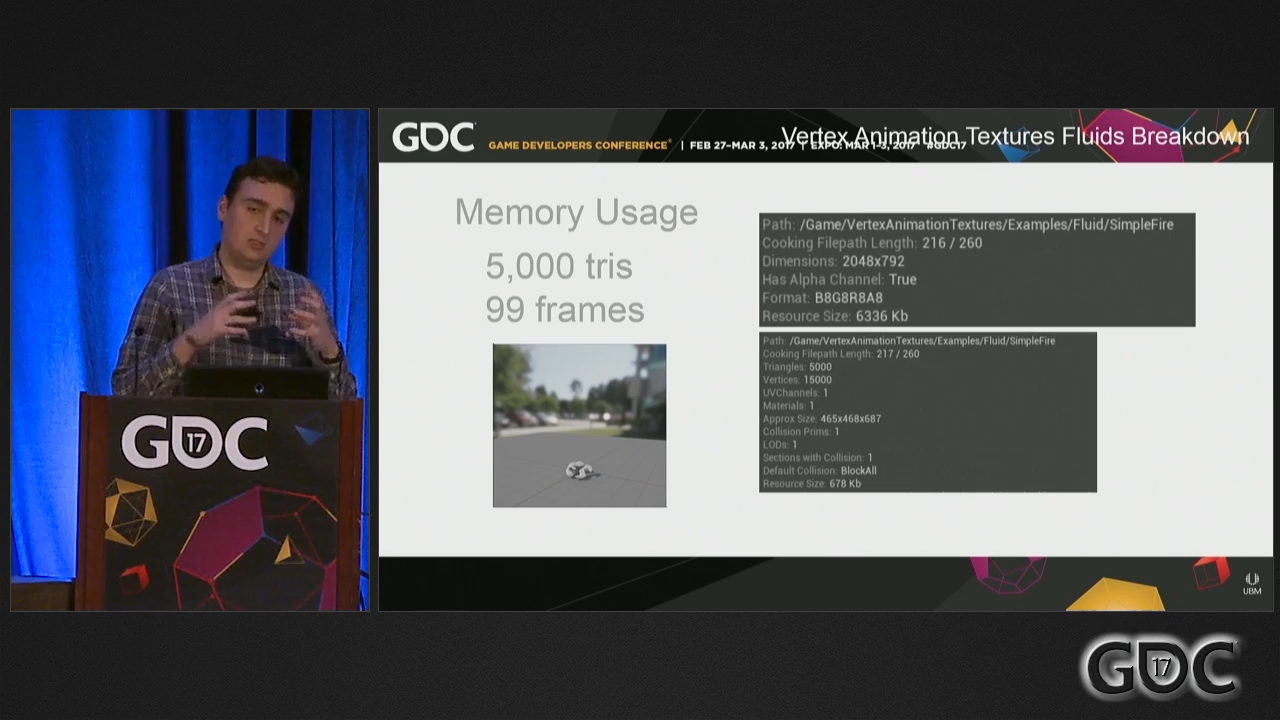 GDC
GAME DEVELOPERS CONFERENCE® | FEB 27–MAR 3, 2017 | EXPO: MAR 1–3, 2017 #GDC17
Vertex Animation Textures Fluids Breakdown
Memory Usage
5,000 tris
99 frames
Path: /Game/VertexAnimationTextures/Examples/Fluid/SimpleFire
Cooking Filepath Length: 216 / 260
Dimensions: 2048x792
Has Alpha Channel: True
Format: B8G8R8A8
Resource Size: 6336 Kb
Path: /Game/VertexAnimationTextures/Examples/Fluid/SimpleFire
Cooking Filepath Length: 217 / 260
Triangles: 5000
Vertices: 15000
UVChannels: 1
Materials: 1
Approx Size: 465x468x687
Collision Prims: 1
LODs: 1
Sections with Collision: 1
Default Collision: BlockAll
Resource Size: 678 Kb
GDC 17
UBM
GDC 17